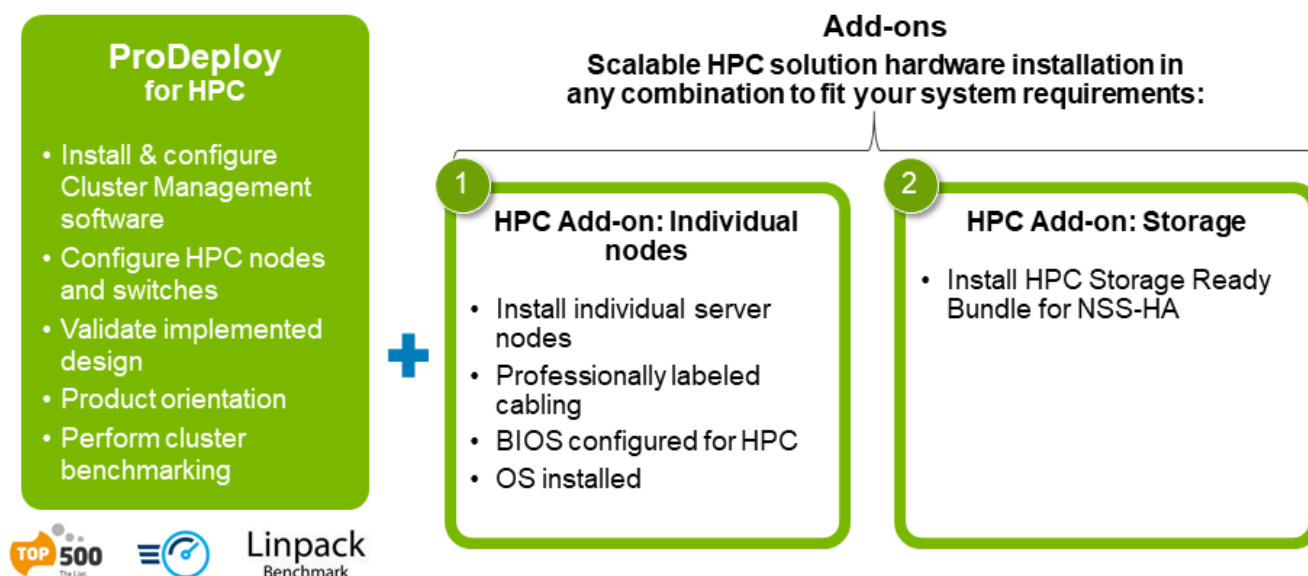 ProDeploy
for HPC
• Install & configure
Cluster Management
software
• Configure HPC nodes
and switches
• Validate implemented
design
• Product orientation
• Perform cluster
benchmarking
TOP 500
The List.
Linpack
Benchmark
Add-ons
Scalable HPC solution hardware installation in
any combination to fit your system requirements:
1
HPC Add-on: Individual
nodes
• Install individual server
nodes
• Professionally labeled
cabling
• BIOS configured for HPC
• OS installed
2
HPC Add-on: Storage
• Install HPC Storage Ready
Bundle for NSS-HA